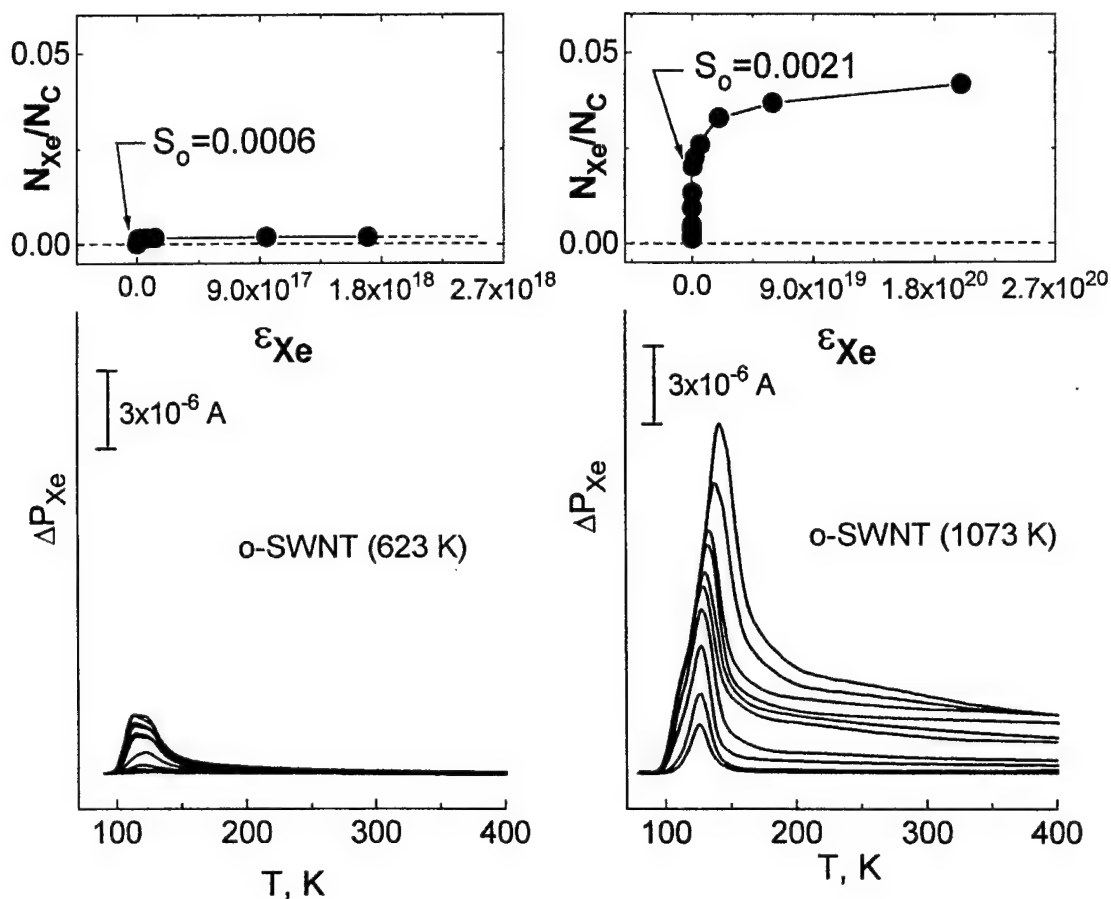 0.05
N_Xe/N_C
S_o=0.0006
0.00
0.0 9.0x10^17 1.8x10^18 2.7x10^18
ε_Xe
3x10^-6 A
ΔP_Xe
o-SWNT (623 K)
100 200 300 400
T, K
0.05
N_Xe/N_C
S_o=0.0021
0.00
0.0 9.0x10^19 1.8x10^20 2.7x10^20
ε_Xe
3x10^-6 A
ΔP_Xe
o-SWNT (1073 K)
100 200 300 400
T, K